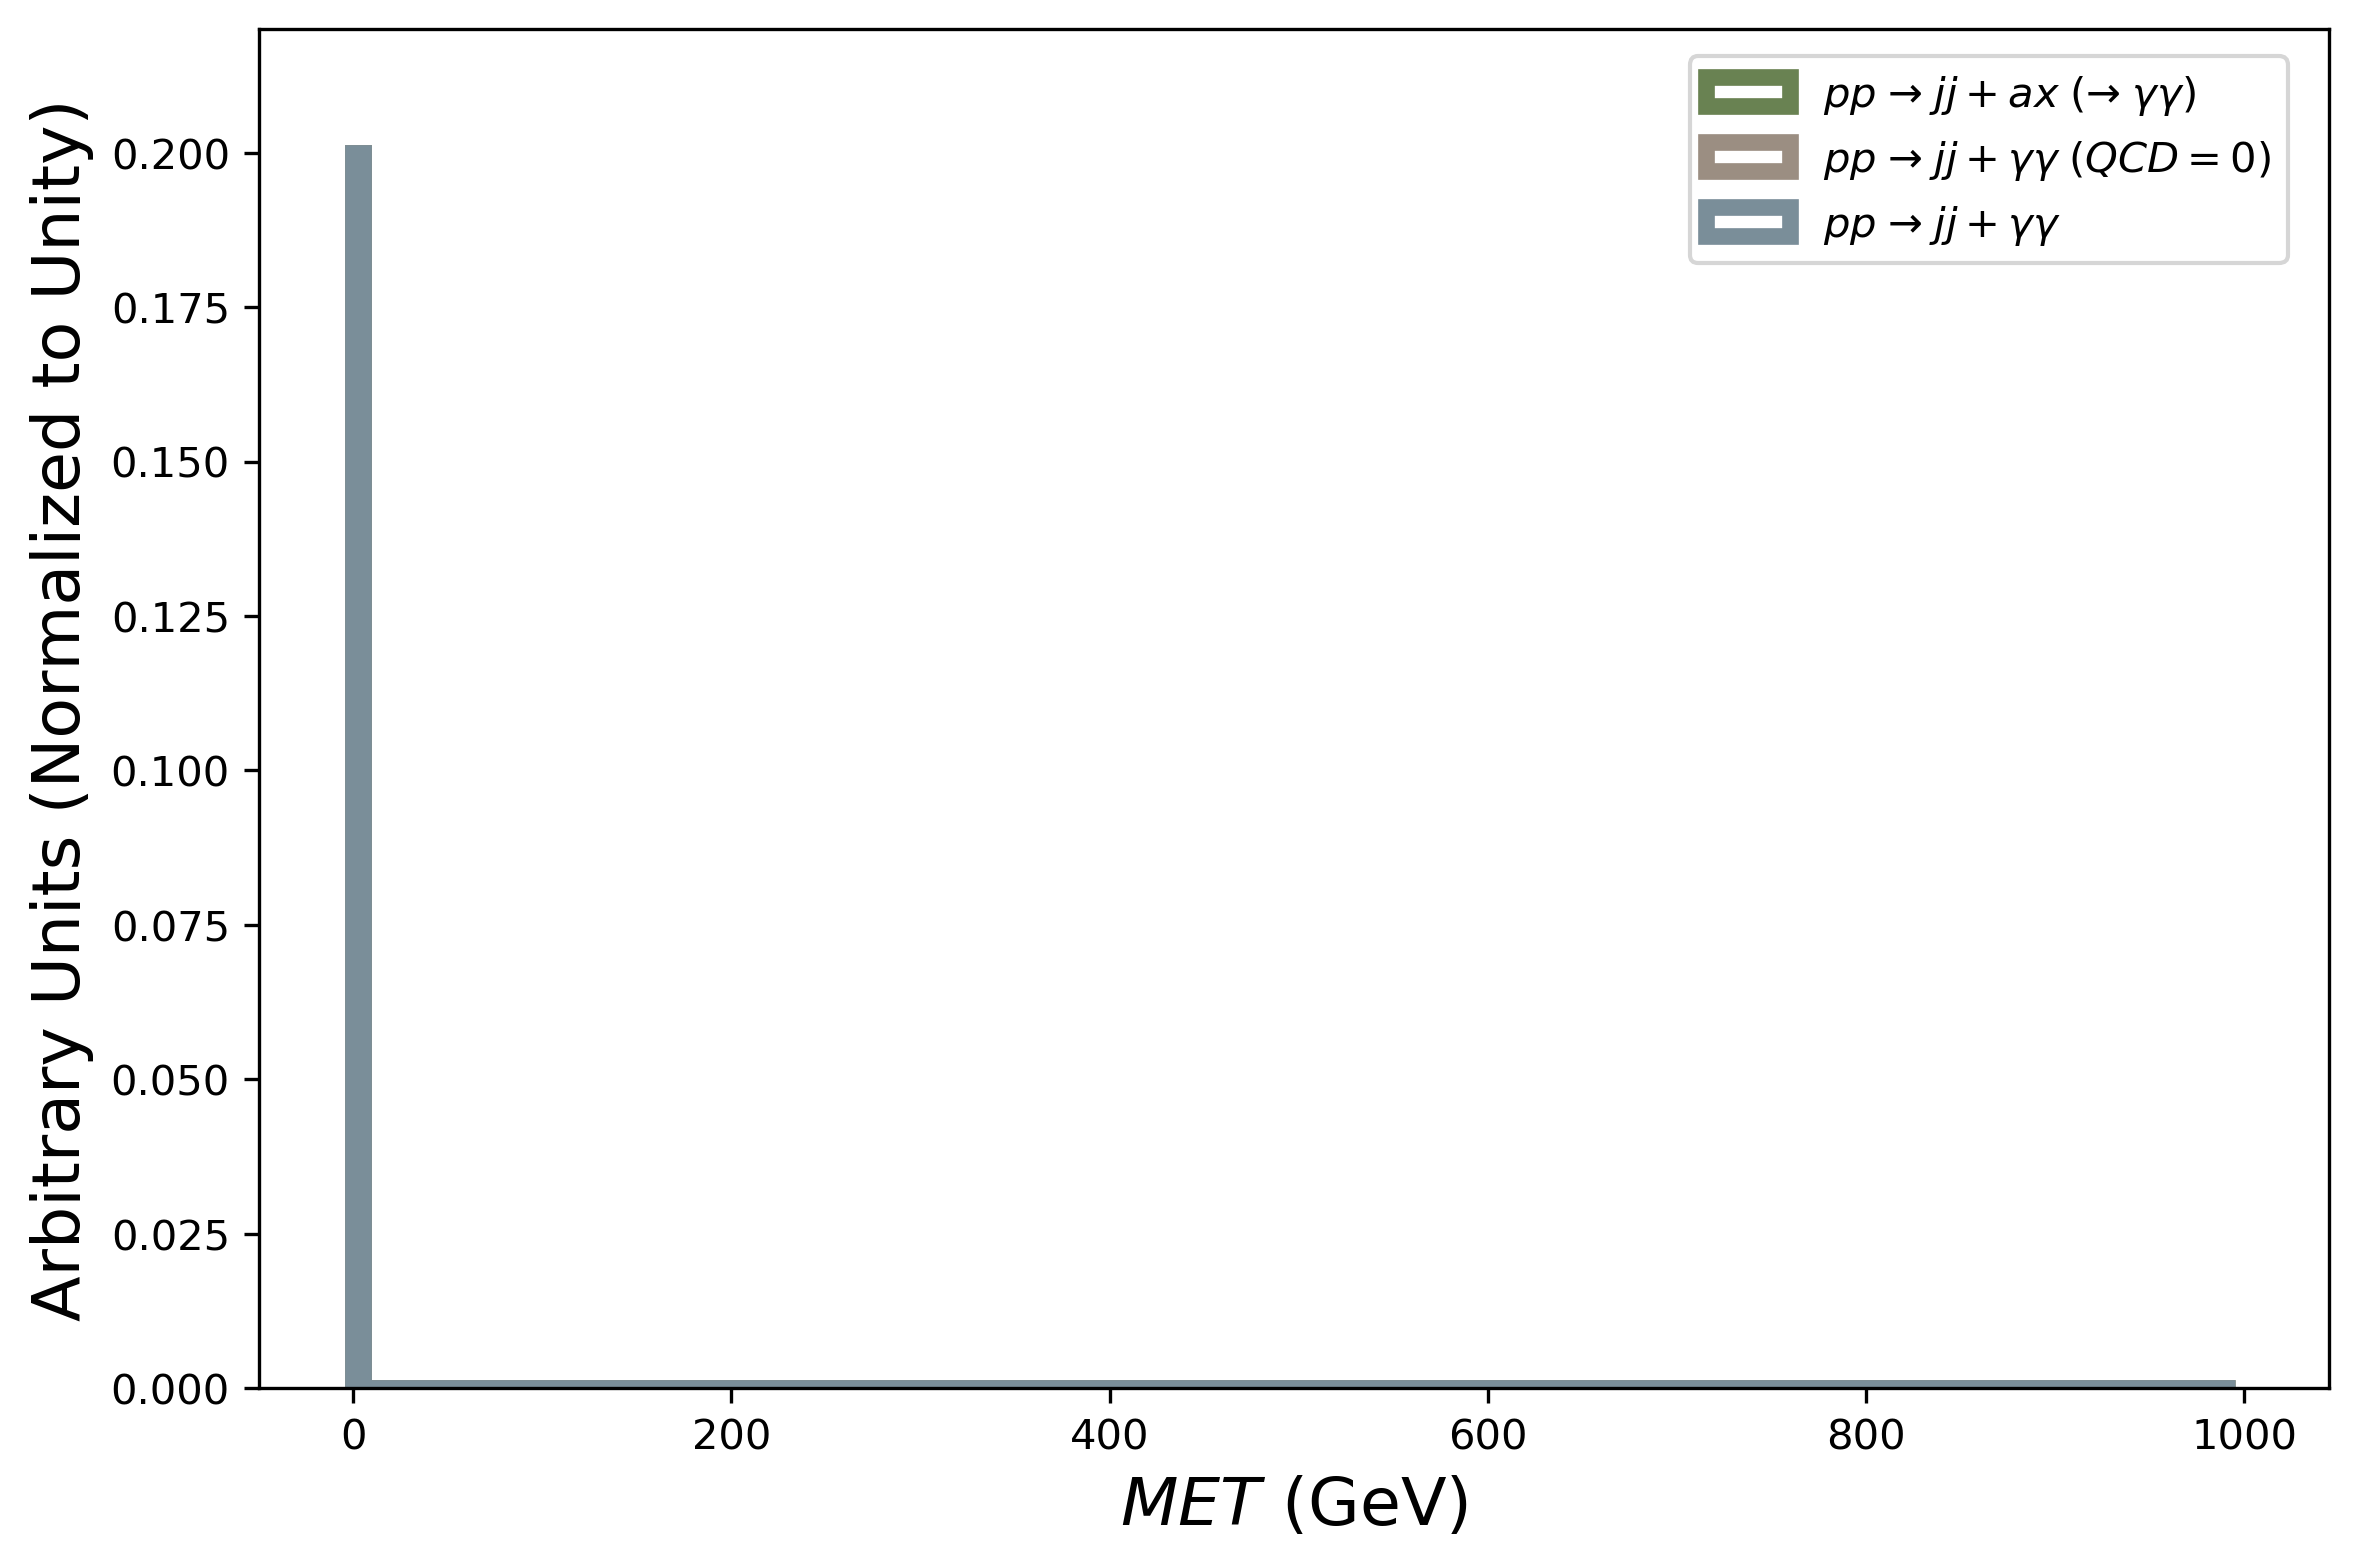 Arbitrary Units (Normalized to Unity)
0.200
0.175
0.150
0.125
0.100
0.075
0.050
0.025
0.000
pp → jj + ax (→ γγ)
pp → jj + γγ (QCD = 0)
pp → jj + γγ
0 200 400 600 800 1000
MET (GeV)